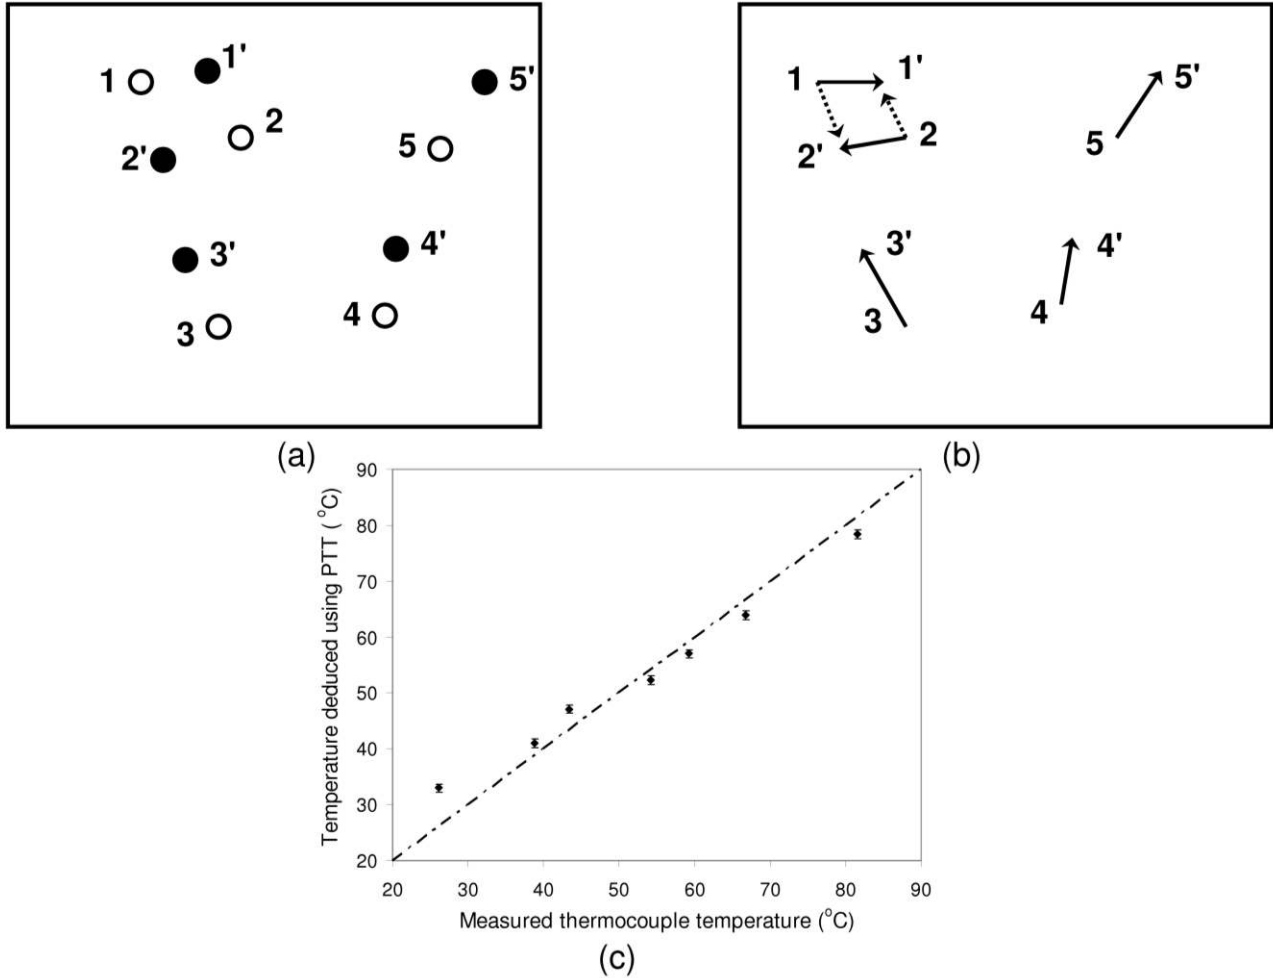 1 1' 5'
2
2' 5
3' 4'
4
3
(a)
1 1' 5'
2 5
2'
3' 4'
3 4
(b)
Temperature deduced using PTT ( °C)
90
80
70
60
50
40
30
20
20 30 40 50 60 70 80 90
Measured thermocouple temperature (°C)
(c)